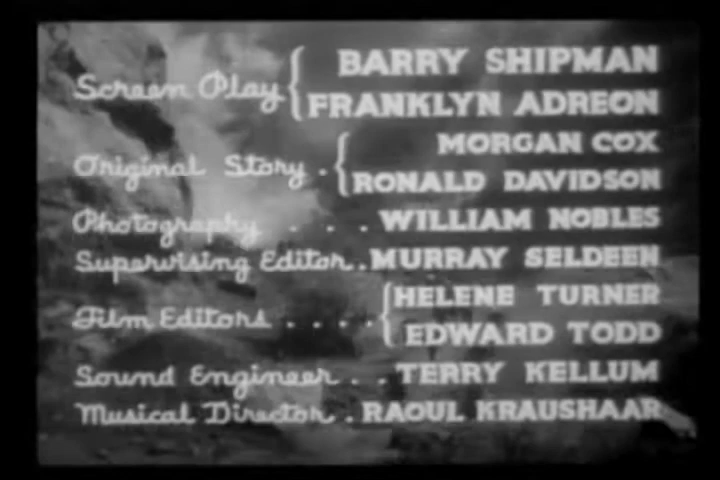 Screen Play { BARRY SHIPMAN
FRANKLYN ADREON
Original Story . { MORGAN COX
RONALD DAVIDSON
Photography . . . WILLIAM NOBLES
Supervising Editor . MURRAY SELDEEN
Film Editors . . . . { HELENE TURNER
EDWARD TODD
Sound Engineer . . TERRY KELLUM
Musical Director . RAOUL KRAUSHAAR